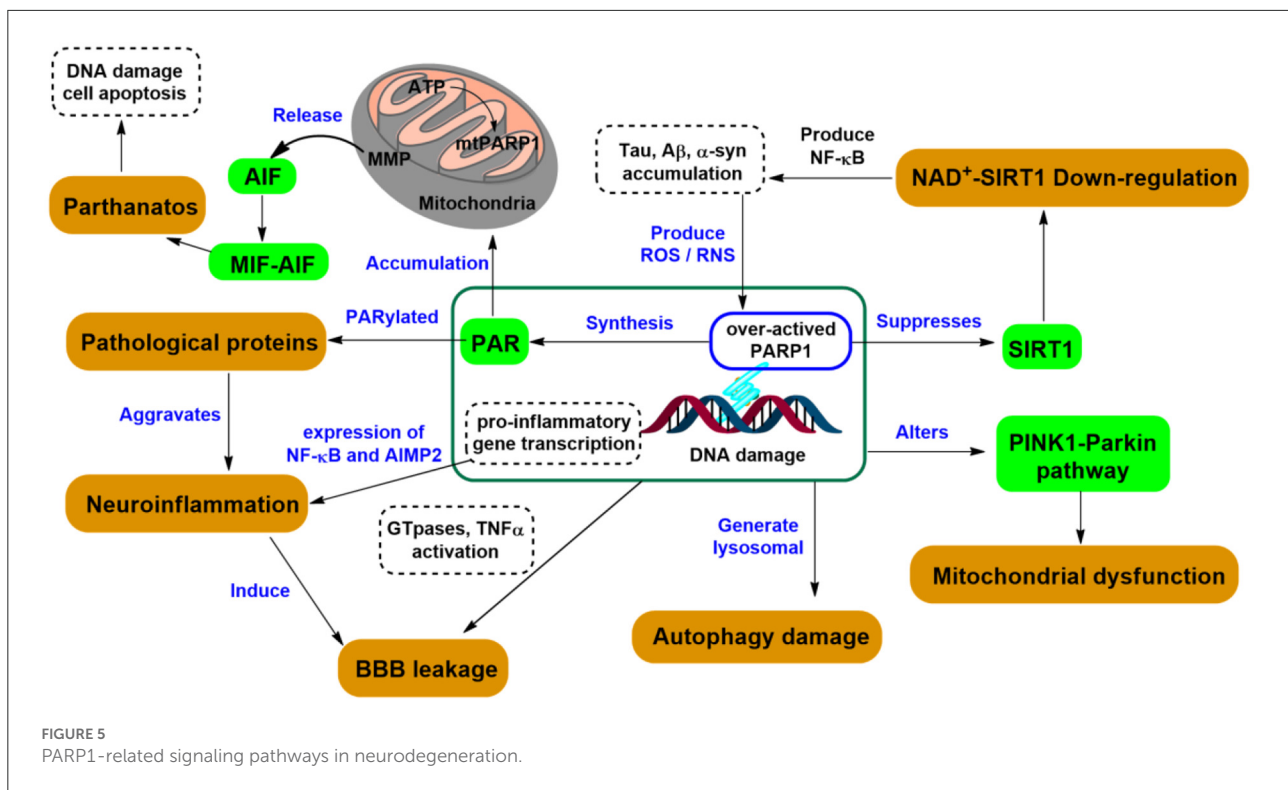 DNA damage
cell apoptosis
Release
ATP
mtPARP1
MMP
Mitochondria
AIF
Parthanatos
MIF-AIF
Accumulation
Tau, Aβ, α-syn
accumulation
Produce
NF-κB
NAD⁺-SIRT1 Down-regulation
Produce
ROS / RNS
PARylated
Pathological proteins
PAR
Synthesis
over-actived
PARP1
Suppresses
SIRT1
Aggravates
expression of
NF-κB and AIMP2
pro-inflammatory
gene transcription
DNA damage
Alters
PINK1-Parkin
pathway
Neuroinflammation
GTpases, TNFα
activation
Generate
lysosomal
Mitochondrial dysfunction
Induce
Autophagy damage
BBB leakage
FIGURE 5
PARP1-related signaling pathways in neurodegeneration.